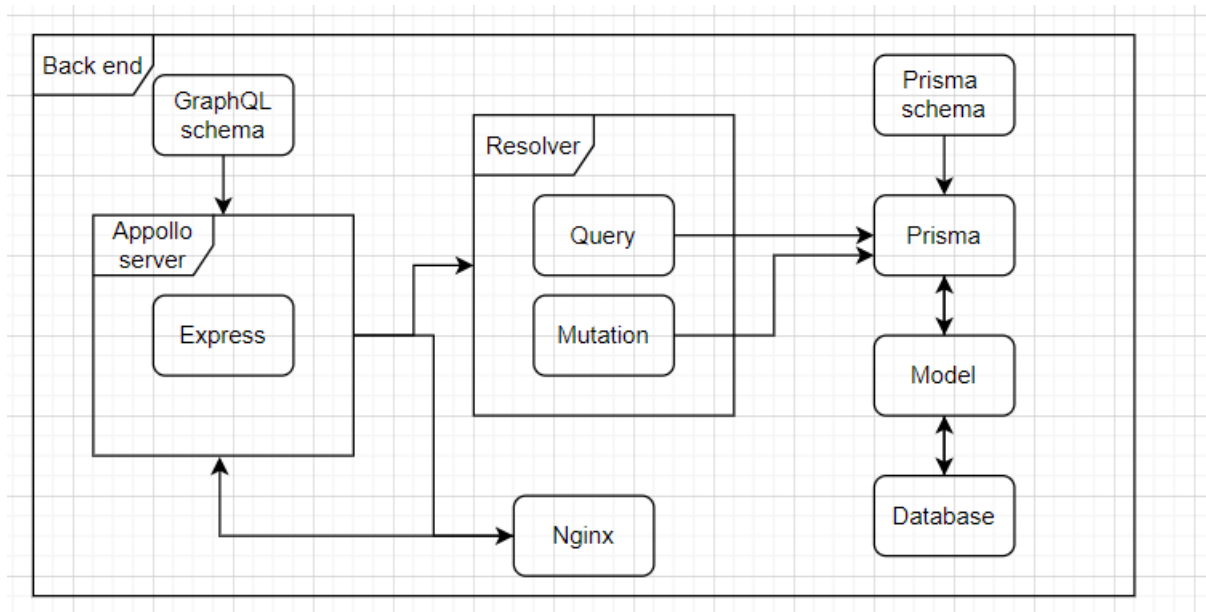 Back end
GraphQL
schema
Prisma
schema
Resolver
Appollo
server
Query
Prisma
Express
Mutation
Model
Nginx
Database